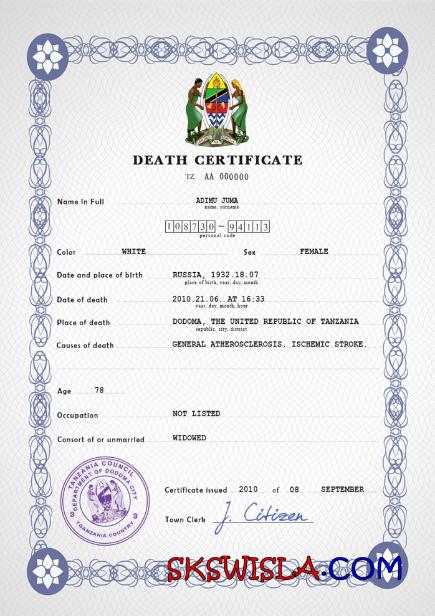 DEATH CERTIFICATE
TZ AA 000000
Name in Full ADIMU JUMA
name, surname
108730-94113
personal code
Color WHITE Sex FEMALE
Date and place of birth RUSSIA, 1932.18.07
place of birth, year, day, month
Date of death 2010.21.06. AT 16:33
year, day, month, hour
Place of death DODOMA, THE UNITED REPUBLIC OF TANZANIA
republic, city, district
Causes of death GENERAL ATHEROSCLEROSIS. ISCHEMIC STROKE.
Age 78
Occupation NOT LISTED
Consort of or unmarried WIDOWED
TANZANIA COUNCIL
DEPARTMENT OF DODOMA CITY
Certificate issued 2010 of 08 SEPTEMBER
Town Clerk J. Citizen
SKSWISLA.COM